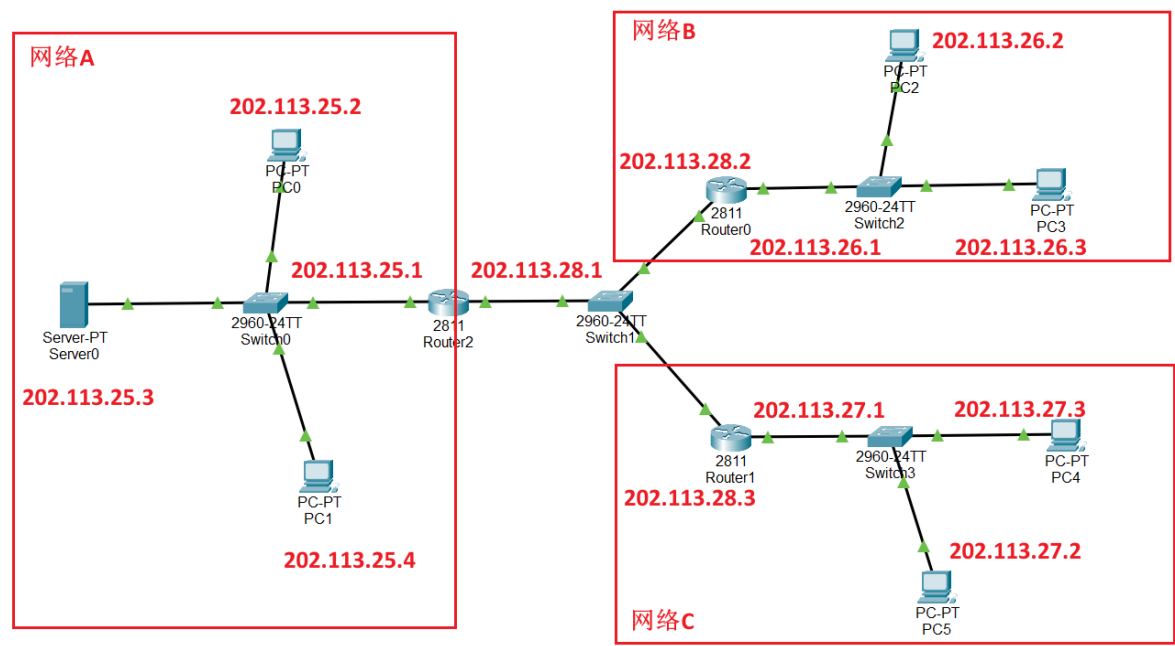 网络A
202.113.25.2
PC-PT
PC0
202.113.25.1
Server-PT
Server0
2960-24TT
Switch0
2811
Router2
202.113.25.3
PC-PT
PC1
202.113.25.4
202.113.28.1
2960-24TT
Switch1
网络B
202.113.26.2
PC-PT
PC2
202.113.28.2
2811
Router0
2960-24TT
Switch2
PC-PT
PC3
202.113.26.1
202.113.26.3
202.113.27.1
202.113.27.3
2811
Router1
2960-24TT
Switch3
PC-PT
PC4
202.113.28.3
202.113.27.2
PC-PT
PC5
网络C